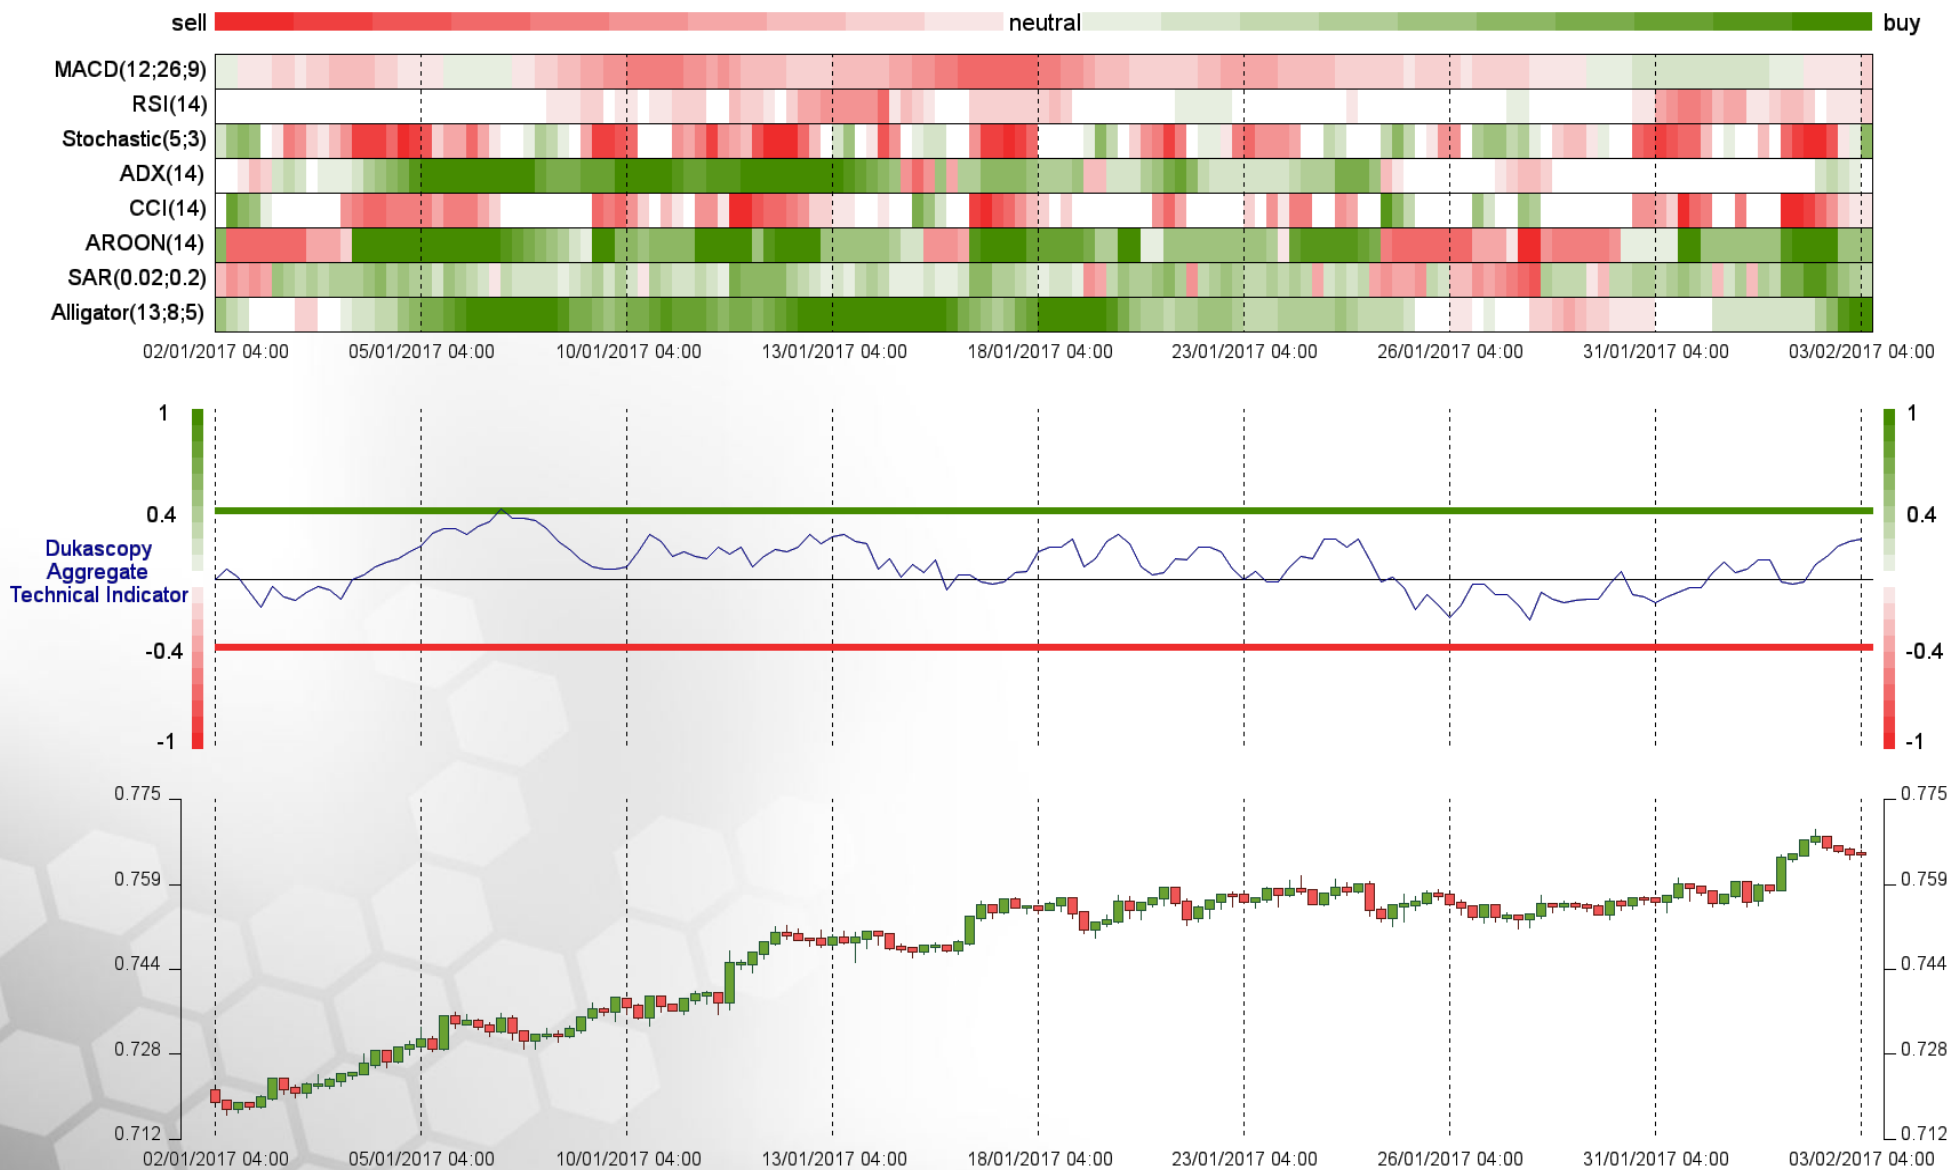 sell neutral buy
MACD(12;26;9)
RSI(14)
Stochastic(5;3)
ADX(14)
CCI(14)
AROON(14)
SAR(0.02;0.2)
Alligator(13;8;5)
02/01/2017 04:00 05/01/2017 04:00 10/01/2017 04:00 13/01/2017 04:00 18/01/2017 04:00 23/01/2017 04:00 26/01/2017 04:00 31/01/2017 04:00 03/02/2017 04:00
1 1
0.4 0.4
Dukascopy
Aggregate
Technical Indicator
-0.4 -0.4
-1 -1
0.775 0.775
0.759 0.759
0.744 0.744
0.728 0.728
0.712 0.712
02/01/2017 04:00 05/01/2017 04:00 10/01/2017 04:00 13/01/2017 04:00 18/01/2017 04:00 23/01/2017 04:00 26/01/2017 04:00 31/01/2017 04:00 03/02/2017 04:00